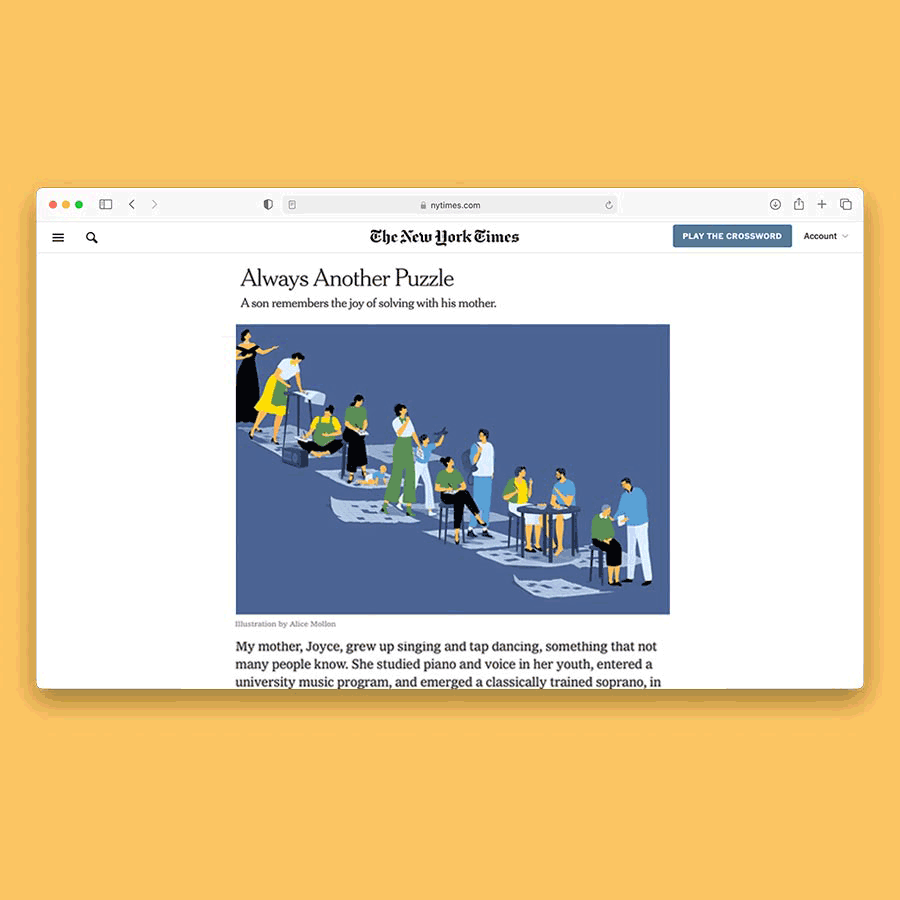 nytimes.com
The New York Times
PLAY THE CROSSWORD
Account
Always Another Puzzle
A son remembers the joy of solving with his mother.
Illustration by Alice Mollon
My mother, Joyce, grew up singing and tap dancing, something that not
many people know. She studied piano and voice in her youth, entered a
university music program, and emerged a classically trained soprano, in